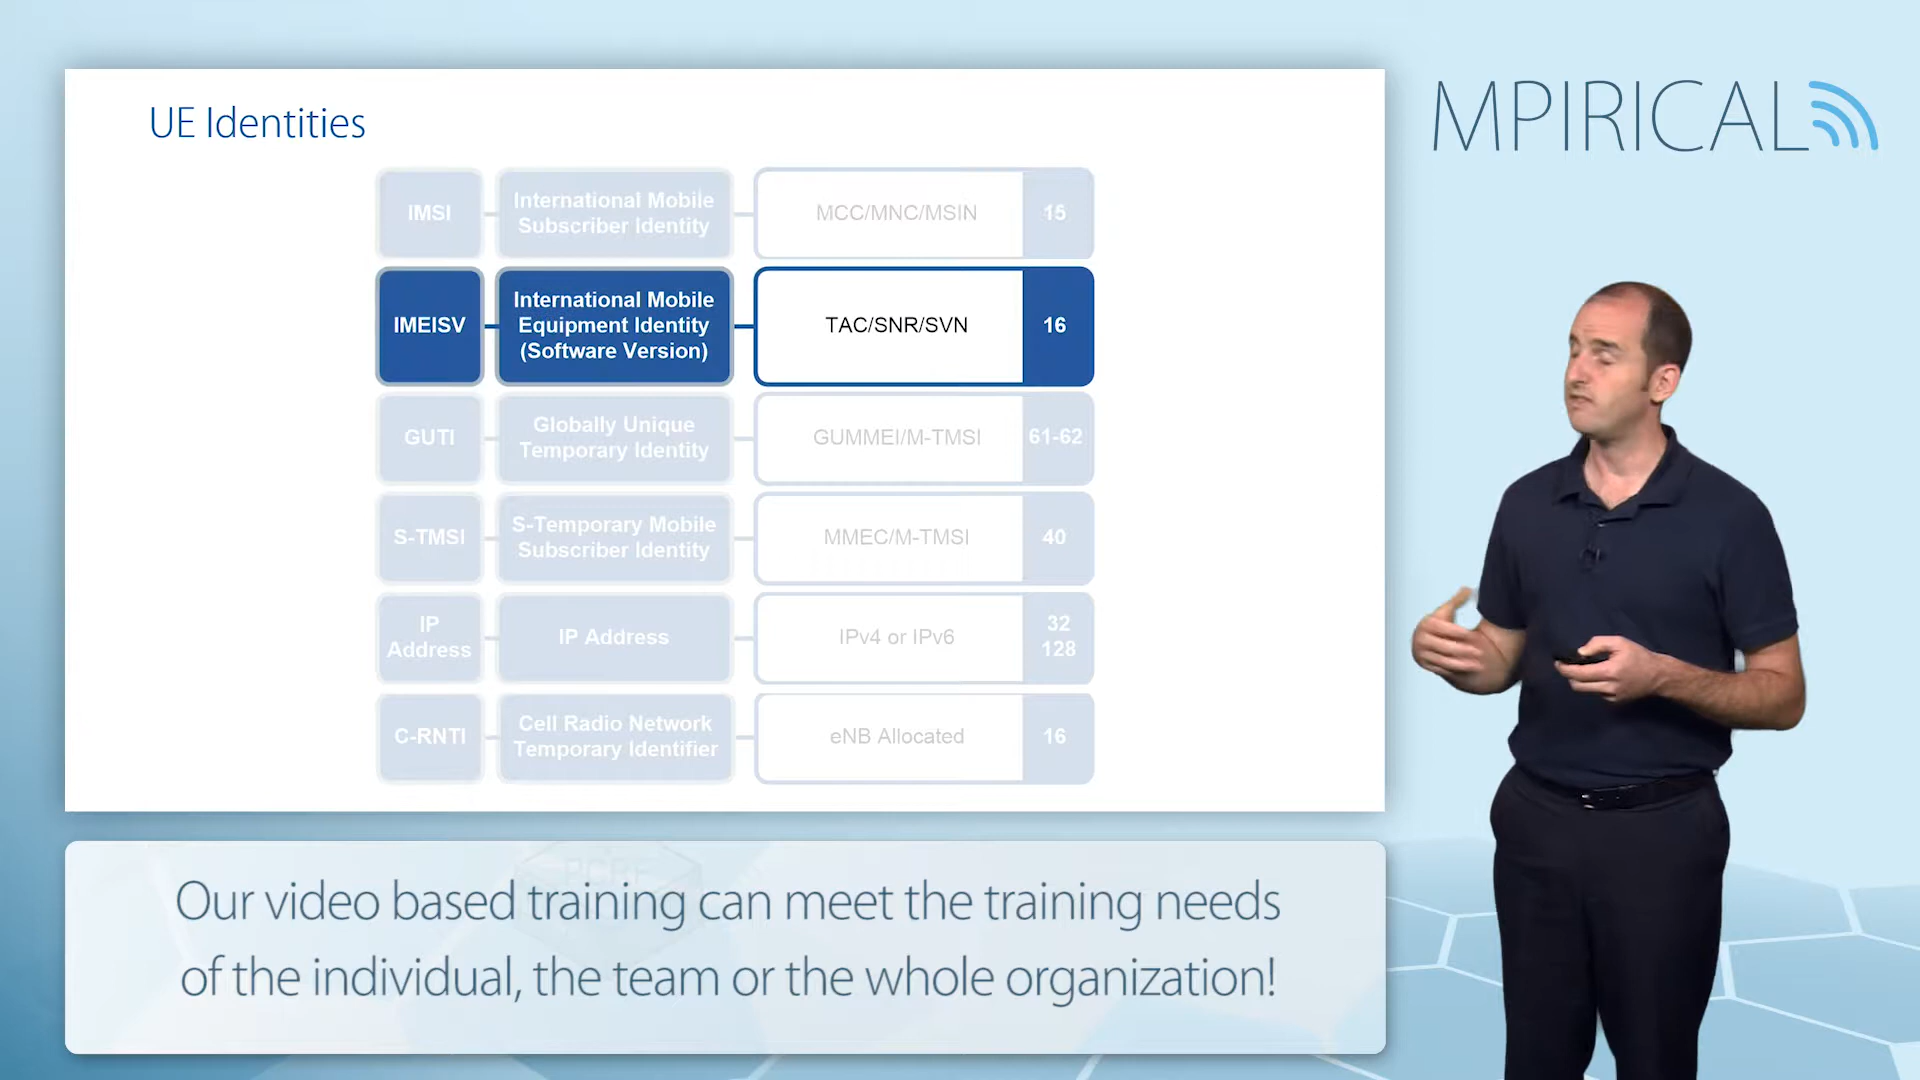 UE Identities
MPIRICAL
IMSI
International Mobile
Subscriber Identity
MCC/MNC/MSIN
15
IMEISV
International Mobile
Equipment Identity
(Software Version)
TAC/SNR/SVN
16
GUTI
Globally Unique
Temporary Identity
GUMMEI/M-TMSI
61-62
S-TMSI
S-Temporary Mobile
Subscriber Identity
MMEC/M-TMSI
40
IP
Address
IP Address
IPv4 or IPv6
32
128
C-RNTI
Cell Radio Network
Temporary Identifier
eNB Allocated
16
PCRF
Our video based training can meet the training needs
of the individual, the team or the whole organization!